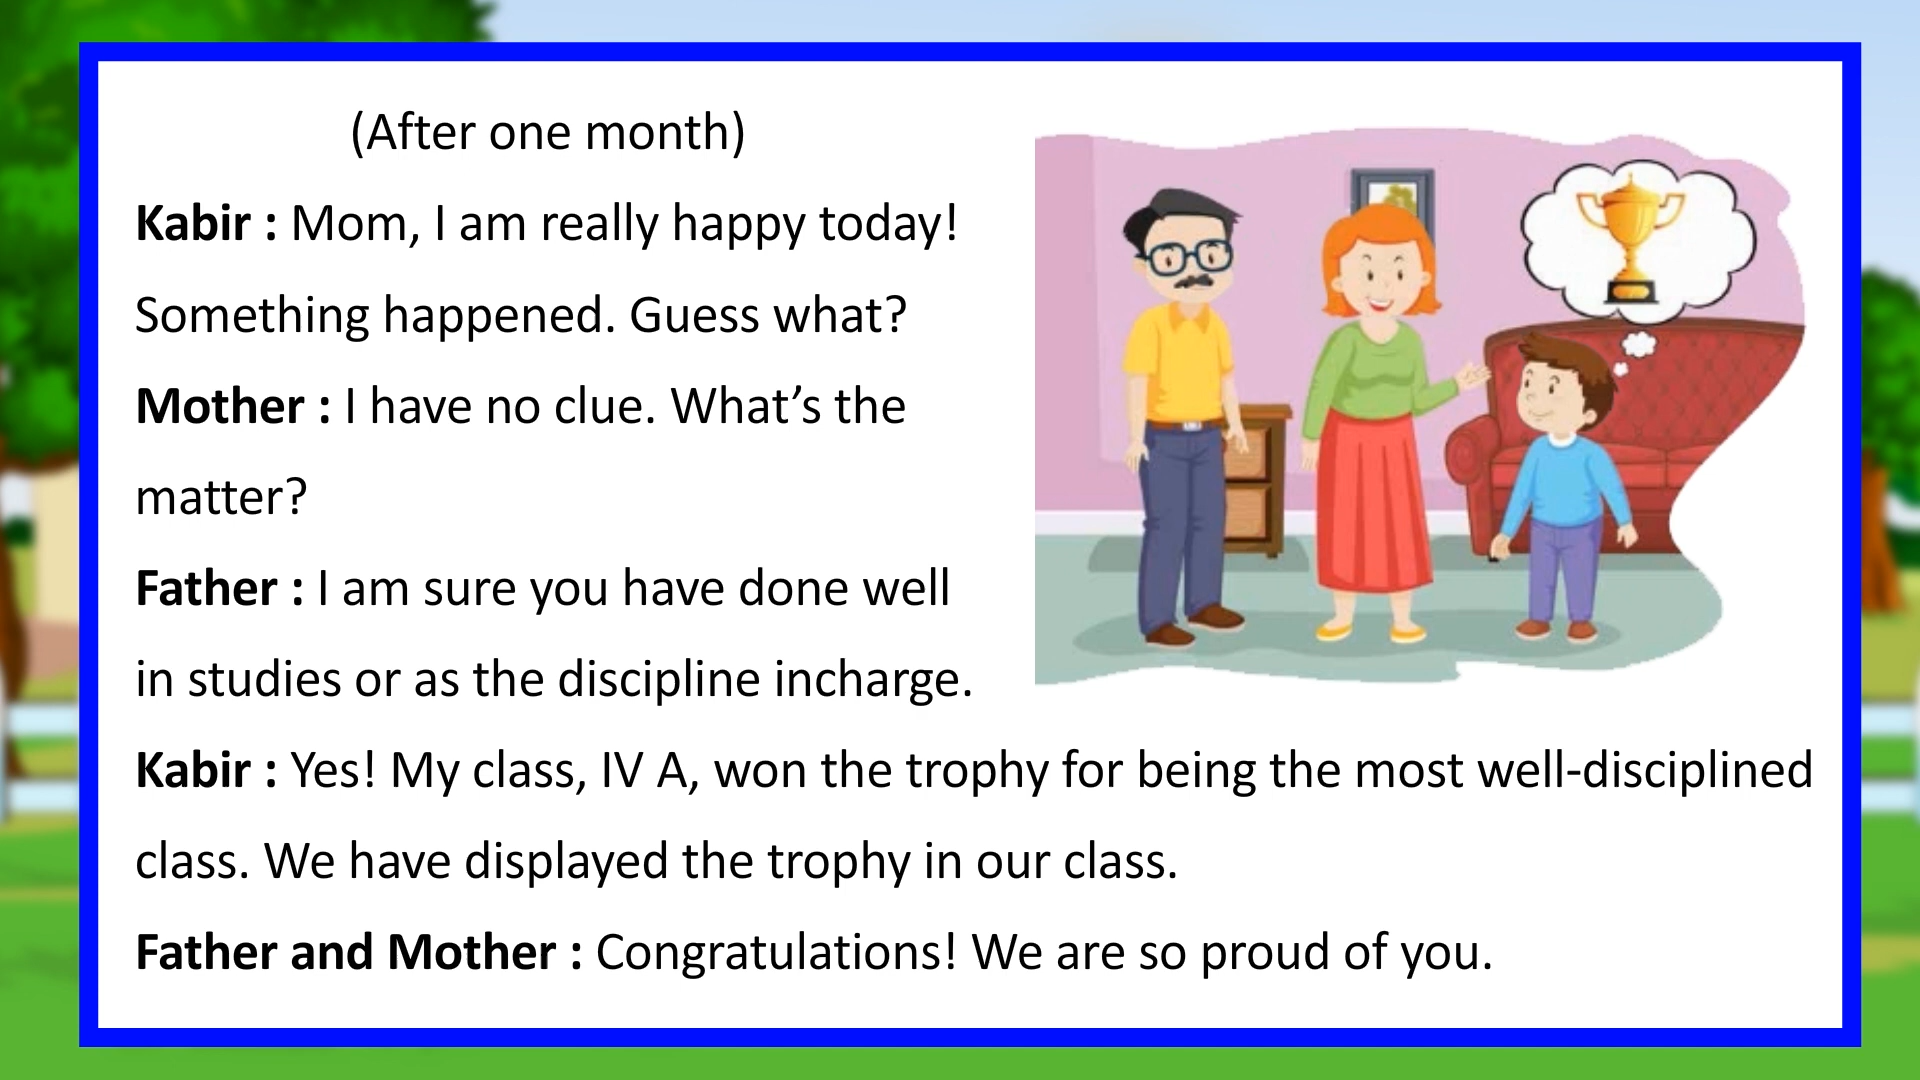 (After one month)
Kabir : Mom, I am really happy today!
Something happened. Guess what?
Mother : I have no clue. What’s the
matter?
Father : I am sure you have done well
in studies or as the discipline incharge.
Kabir : Yes! My class, IV A, won the trophy for being the most well-disciplined
class. We have displayed the trophy in our class.
Father and Mother : Congratulations! We are so proud of you.